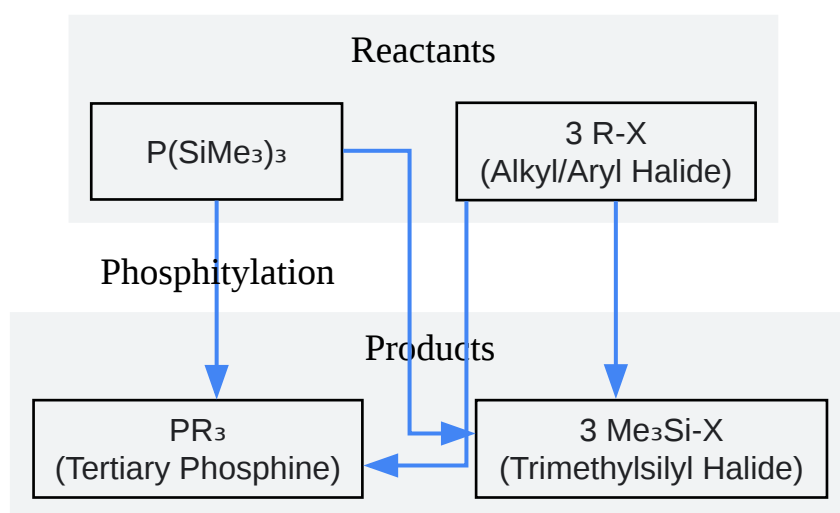 Reactants
P(SiMe₃)₃
3 R-X
(Alkyl/Aryl Halide)
Phosphitylation
Products
PR₃
(Tertiary Phosphine)
3 Me₃Si-X
(Trimethylsilyl Halide)